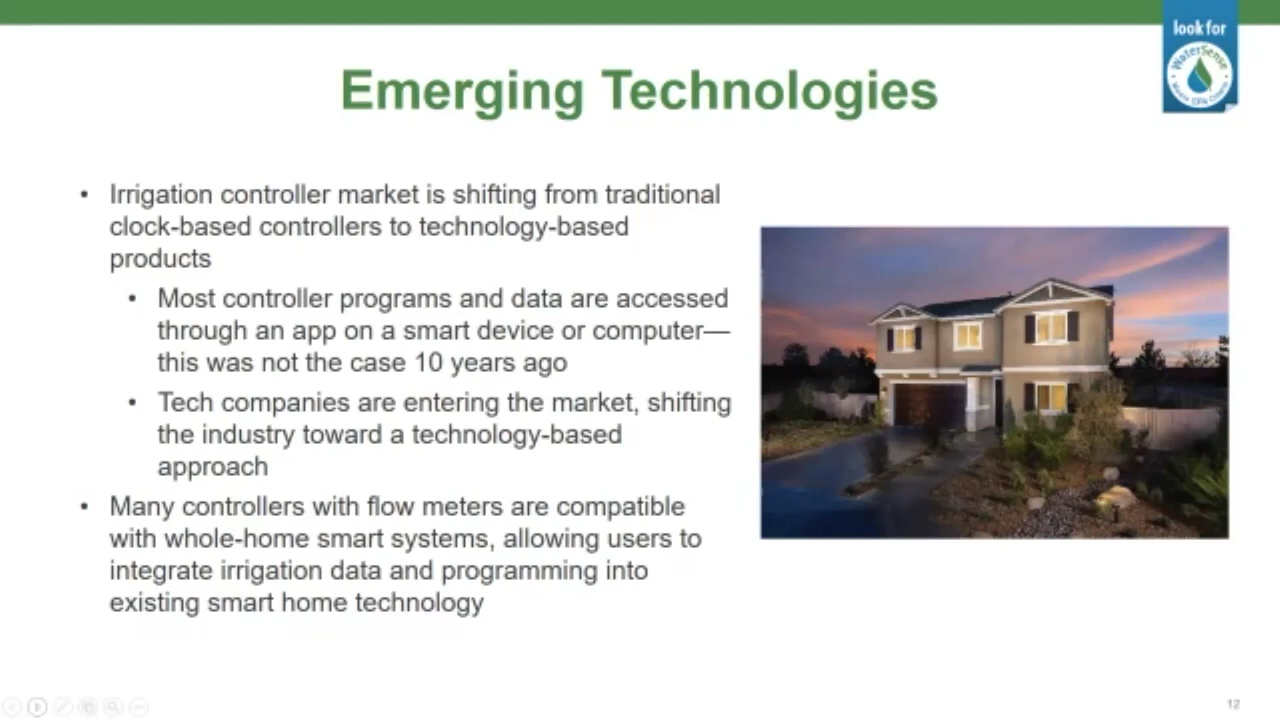 look for
WaterSense
Meets EPA Criteria
Emerging Technologies
• Irrigation controller market is shifting from traditional
clock-based controllers to technology-based
products
• Most controller programs and data are accessed
through an app on a smart device or computer—
this was not the case 10 years ago
• Tech companies are entering the market, shifting
the industry toward a technology-based
approach
• Many controllers with flow meters are compatible
with whole-home smart systems, allowing users to
integrate irrigation data and programming into
existing smart home technology
12